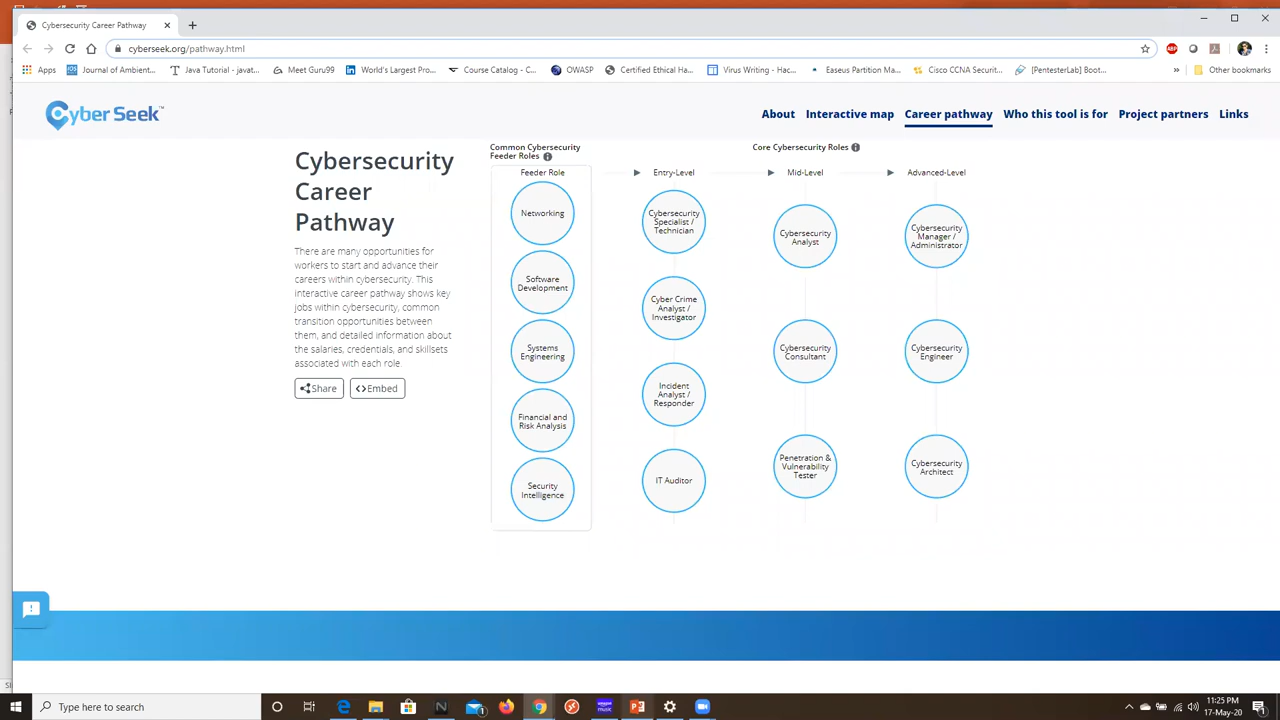 Cybersecurity Career Pathway
cyberseek.org/pathway.html
Apps
Journal of Ambient...
Java Tutorial - javat...
Meet Guru99
World's Largest Pro...
Course Catalog - C...
OWASP
Certified Ethical Ha...
Virus Writing - Hac...
Easeus Partition Ma...
Cisco CCNA Securit...
[PentesterLab] Boot...
»
Other bookmarks
Cyber Seek™
About
Interactive map
Career pathway
Who this tool is for
Project partners
Links
Cybersecurity
Career
Pathway
There are many opportunities for
workers to start and advance their
careers within cybersecurity. This
interactive career pathway shows key
jobs within cybersecurity, common
transition opportunities between
them, and detailed information about
the salaries, credentials, and skillsets
associated with each role.
Share
Embed
Common Cybersecurity
Feeder Roles
Feeder Role
Networking
Software
Development
Systems
Engineering
Financial and
Risk Analysis
Security
Intelligence
Core Cybersecurity Roles
Entry-Level
Cybersecurity
Specialist /
Technician
Cyber Crime
Analyst /
Investigator
Incident
Analyst /
Responder
IT Auditor
Mid-Level
Cybersecurity
Analyst
Cybersecurity
Consultant
Penetration &
Vulnerability
Tester
Advanced-Level
Cybersecurity
Manager /
Administrator
Cybersecurity
Engineer
Cybersecurity
Architect
Type here to search
11:25 PM
17-May-20